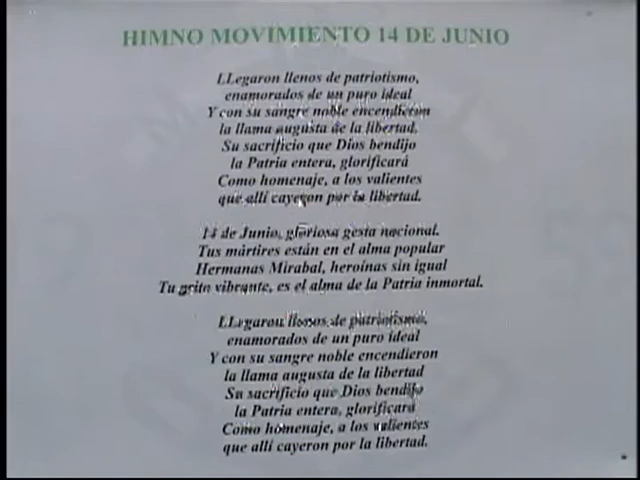 HIMNO MOVIMIENTO 14 DE JUNIO
LLegaron llenos de patriotismo,
enamorados de un puro ideal
Y con su sangre noble encendieron
la llama augusta de la libertad.
Su sacrificio que Dios bendijo
la Patria entera, glorificará
Como homenaje, a los valientes
que allí cayeron por la libertad.
14 de Junio, gloriosa gesta nacional.
Tus mártires están en el alma popular
Hermanas Mirabal, heroínas sin igual
Tu grito vibrante, es el alma de la Patria inmortal.
LLegaron llenos de patriotismo,
enamorados de un puro ideal
Y con su sangre noble encendieron
la llama augusta de la libertad
Su sacrificio que Dios bendijo
la Patria entera, glorificará
Como homenaje, a los valientes
que allí cayeron por la libertad.